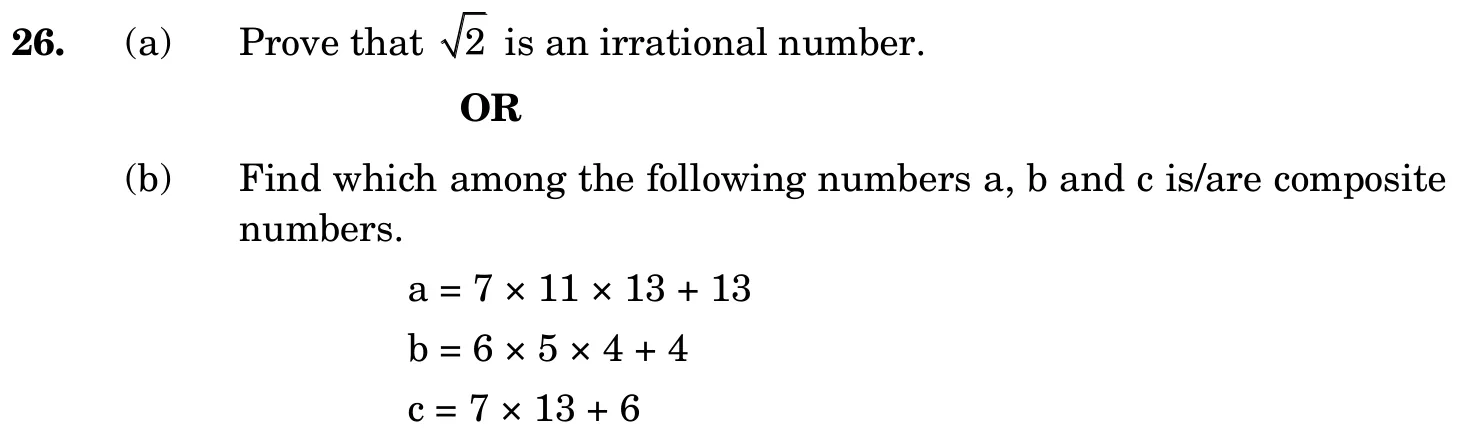 26. (a) Prove that √2 is an irrational number.
OR
(b) Find which among the following numbers a, b and c is/are composite
numbers.
a = 7 × 11 × 13 + 13
b = 6 × 5 × 4 + 4
c = 7 × 13 + 6